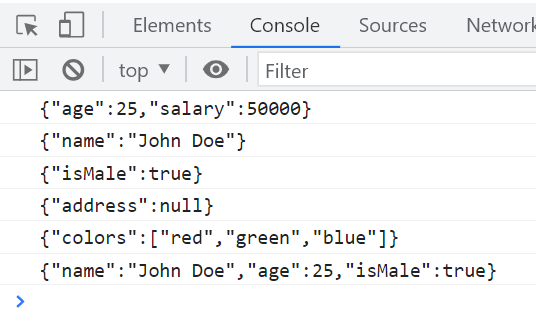 Elements Console Sources Network
top ▼ Filter
{"age":25,"salary":50000}
{"name":"John Doe"}
{"isMale":true}
{"address":null}
{"colors":["red","green","blue"]}
{"name":"John Doe","age":25,"isMale":true}
>